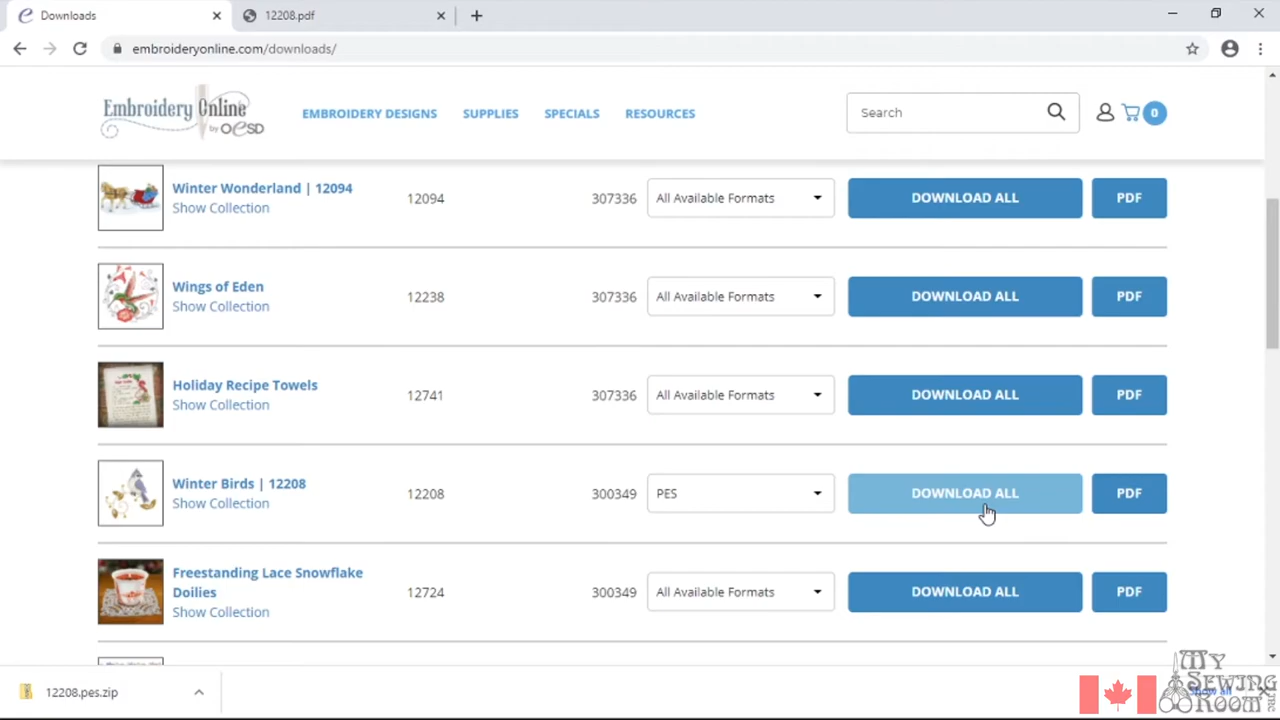 Downloads
12208.pdf
embroideryonline.com/downloads/
Embroidery Online
by OESD
EMBROIDERY DESIGNS
SUPPLIES
SPECIALS
RESOURCES
Search
0
Winter Wonderland | 12094
Show Collection
12094
307336
All Available Formats
DOWNLOAD ALL
PDF
Wings of Eden
Show Collection
12238
307336
All Available Formats
DOWNLOAD ALL
PDF
Holiday Recipe Towels
Show Collection
12741
307336
All Available Formats
DOWNLOAD ALL
PDF
Winter Birds | 12208
Show Collection
12208
300349
PES
DOWNLOAD ALL
PDF
Freestanding Lace Snowflake
Doilies
Show Collection
12724
300349
All Available Formats
DOWNLOAD ALL
PDF
12208.pes.zip
Show all
MY
SEWING
ROOM